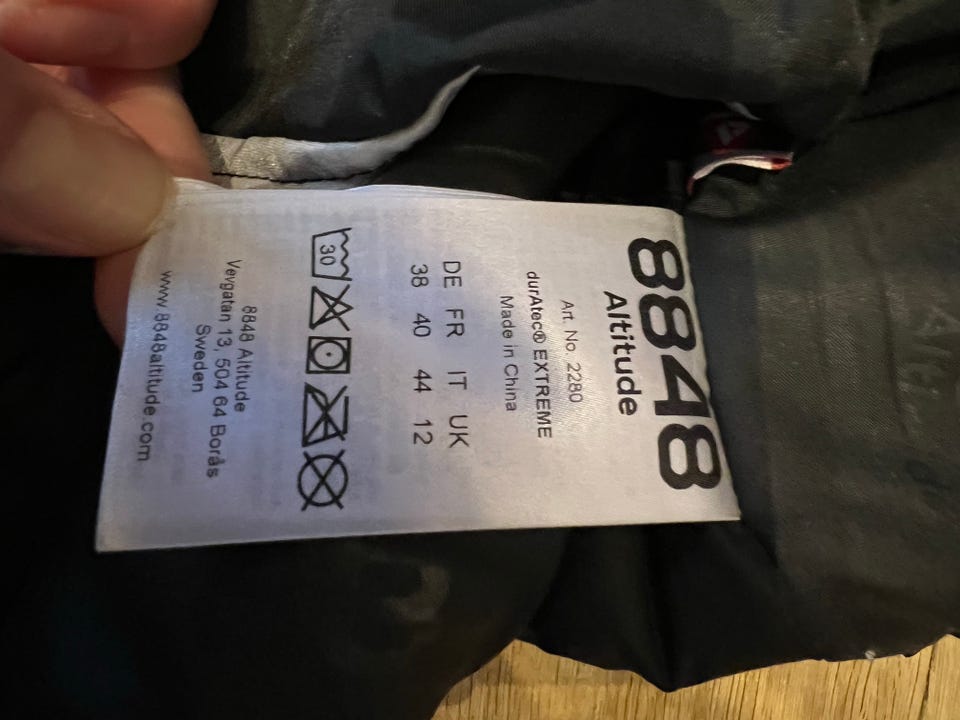 8848
Altitude
Art. No. 2280
durAtec® EXTREME
Made in China
DE FR IT UK
38 40 44 12
30
8848 Altitude
Vevgatan 13, 504 64 Borås
Sweden
www.8848altitude.com